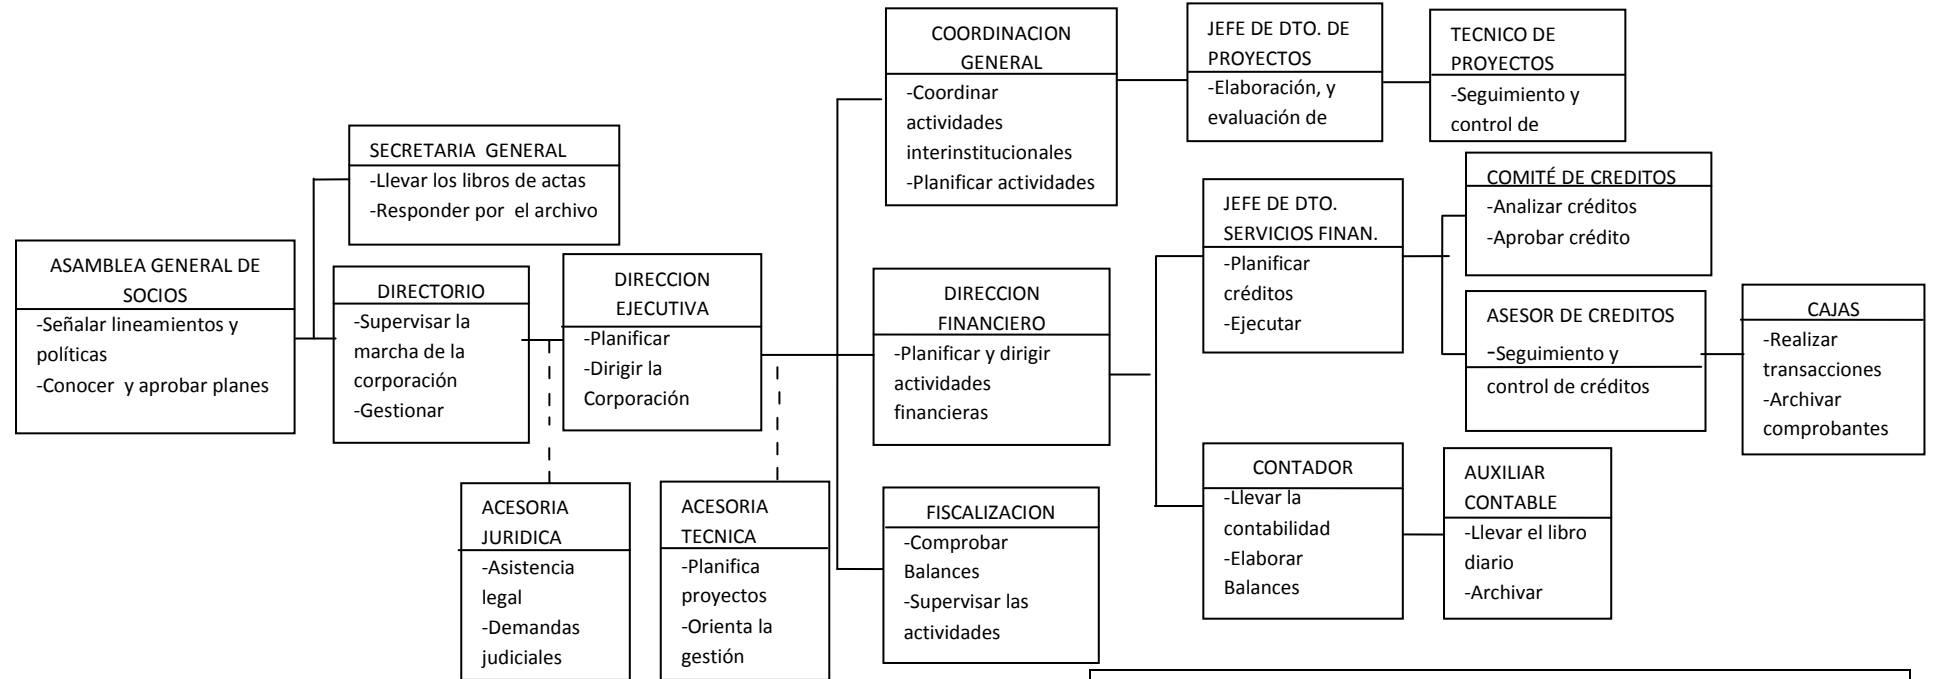 ASAMBLEA GENERAL DE
SOCIOS
-Señalar lineamientos y
políticas
-Conocer y aprobar planes
SECRETARIA GENERAL
-Llevar los libros de actas
-Responder por el archivo
DIRECTORIO
-Supervisar la
marcha de la
corporación
-Gestionar
DIRECCION
EJECUTIVA
-Planificar
-Dirigir la
Corporación
ACESORIA
JURIDICA
-Asistencia
legal
-Demandas
judiciales
ACESORIA
TECNICA
-Planifica
proyectos
-Orienta la
gestión
COORDINACION
GENERAL
-Coordinar
actividades
interinstitucionales
-Planificar actividades
DIRECCION
FINANCIERO
-Planificar y dirigir
actividades
financieras
FISCALIZACION
-Comprobar
Balances
-Supervisar las
actividades
JEFE DE DTO. DE
PROYECTOS
-Elaboración, y
evaluación de
TECNICO DE
PROYECTOS
-Seguimiento y
control de
JEFE DE DTO.
SERVICIOS FINAN.
-Planificar
créditos
-Ejecutar
COMITÉ DE CREDITOS
-Analizar créditos
-Aprobar crédito
ASESOR DE CREDITOS
-Seguimiento y
control de créditos
CAJAS
-Realizar
transacciones
-Archivar
comprobantes
CONTADOR
-Llevar la
contabilidad
-Elaborar
Balances
AUXILIAR
CONTABLE
-Llevar el libro
diario
-Archivar